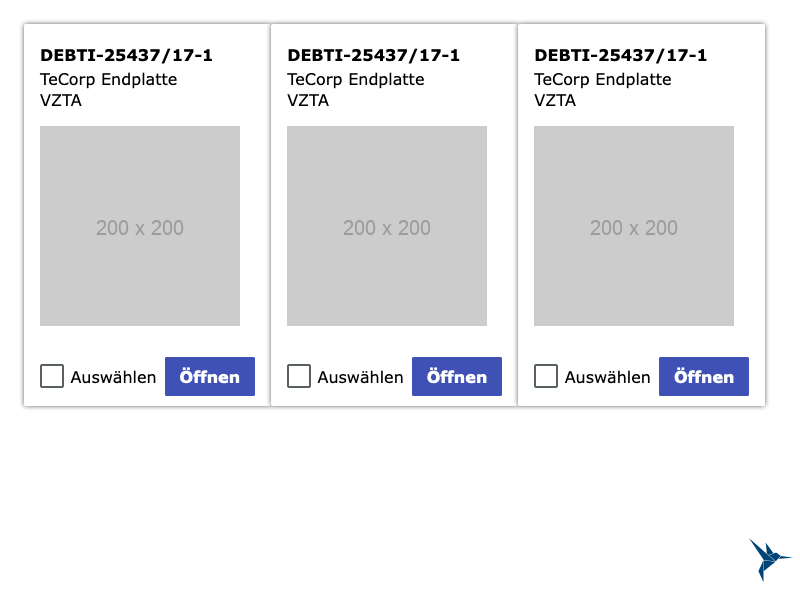 DEBTI-25437/17-1
TeCorp Endplatte
VZTA
200 x 200
Auswählen
Öffnen
DEBTI-25437/17-1
TeCorp Endplatte
VZTA
200 x 200
Auswählen
Öffnen
DEBTI-25437/17-1
TeCorp Endplatte
VZTA
200 x 200
Auswählen
Öffnen